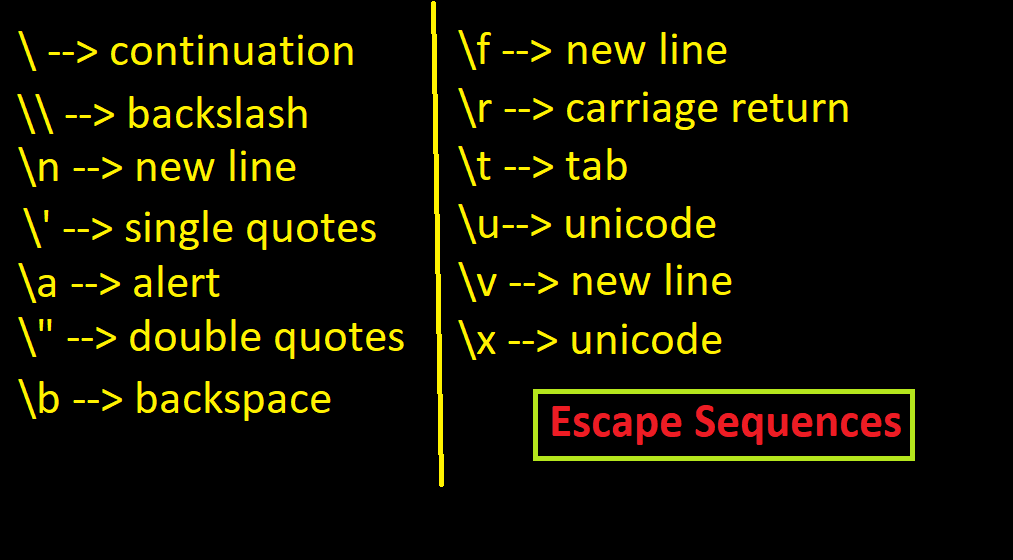 \ --> continuation
\\ --> backslash
\n --> new line
\' --> single quotes
\a --> alert
\" --> double quotes
\b --> backspace
\f --> new line
\r --> carriage return
\t --> tab
\u--> unicode
\v --> new line
\x --> unicode
Escape Sequences